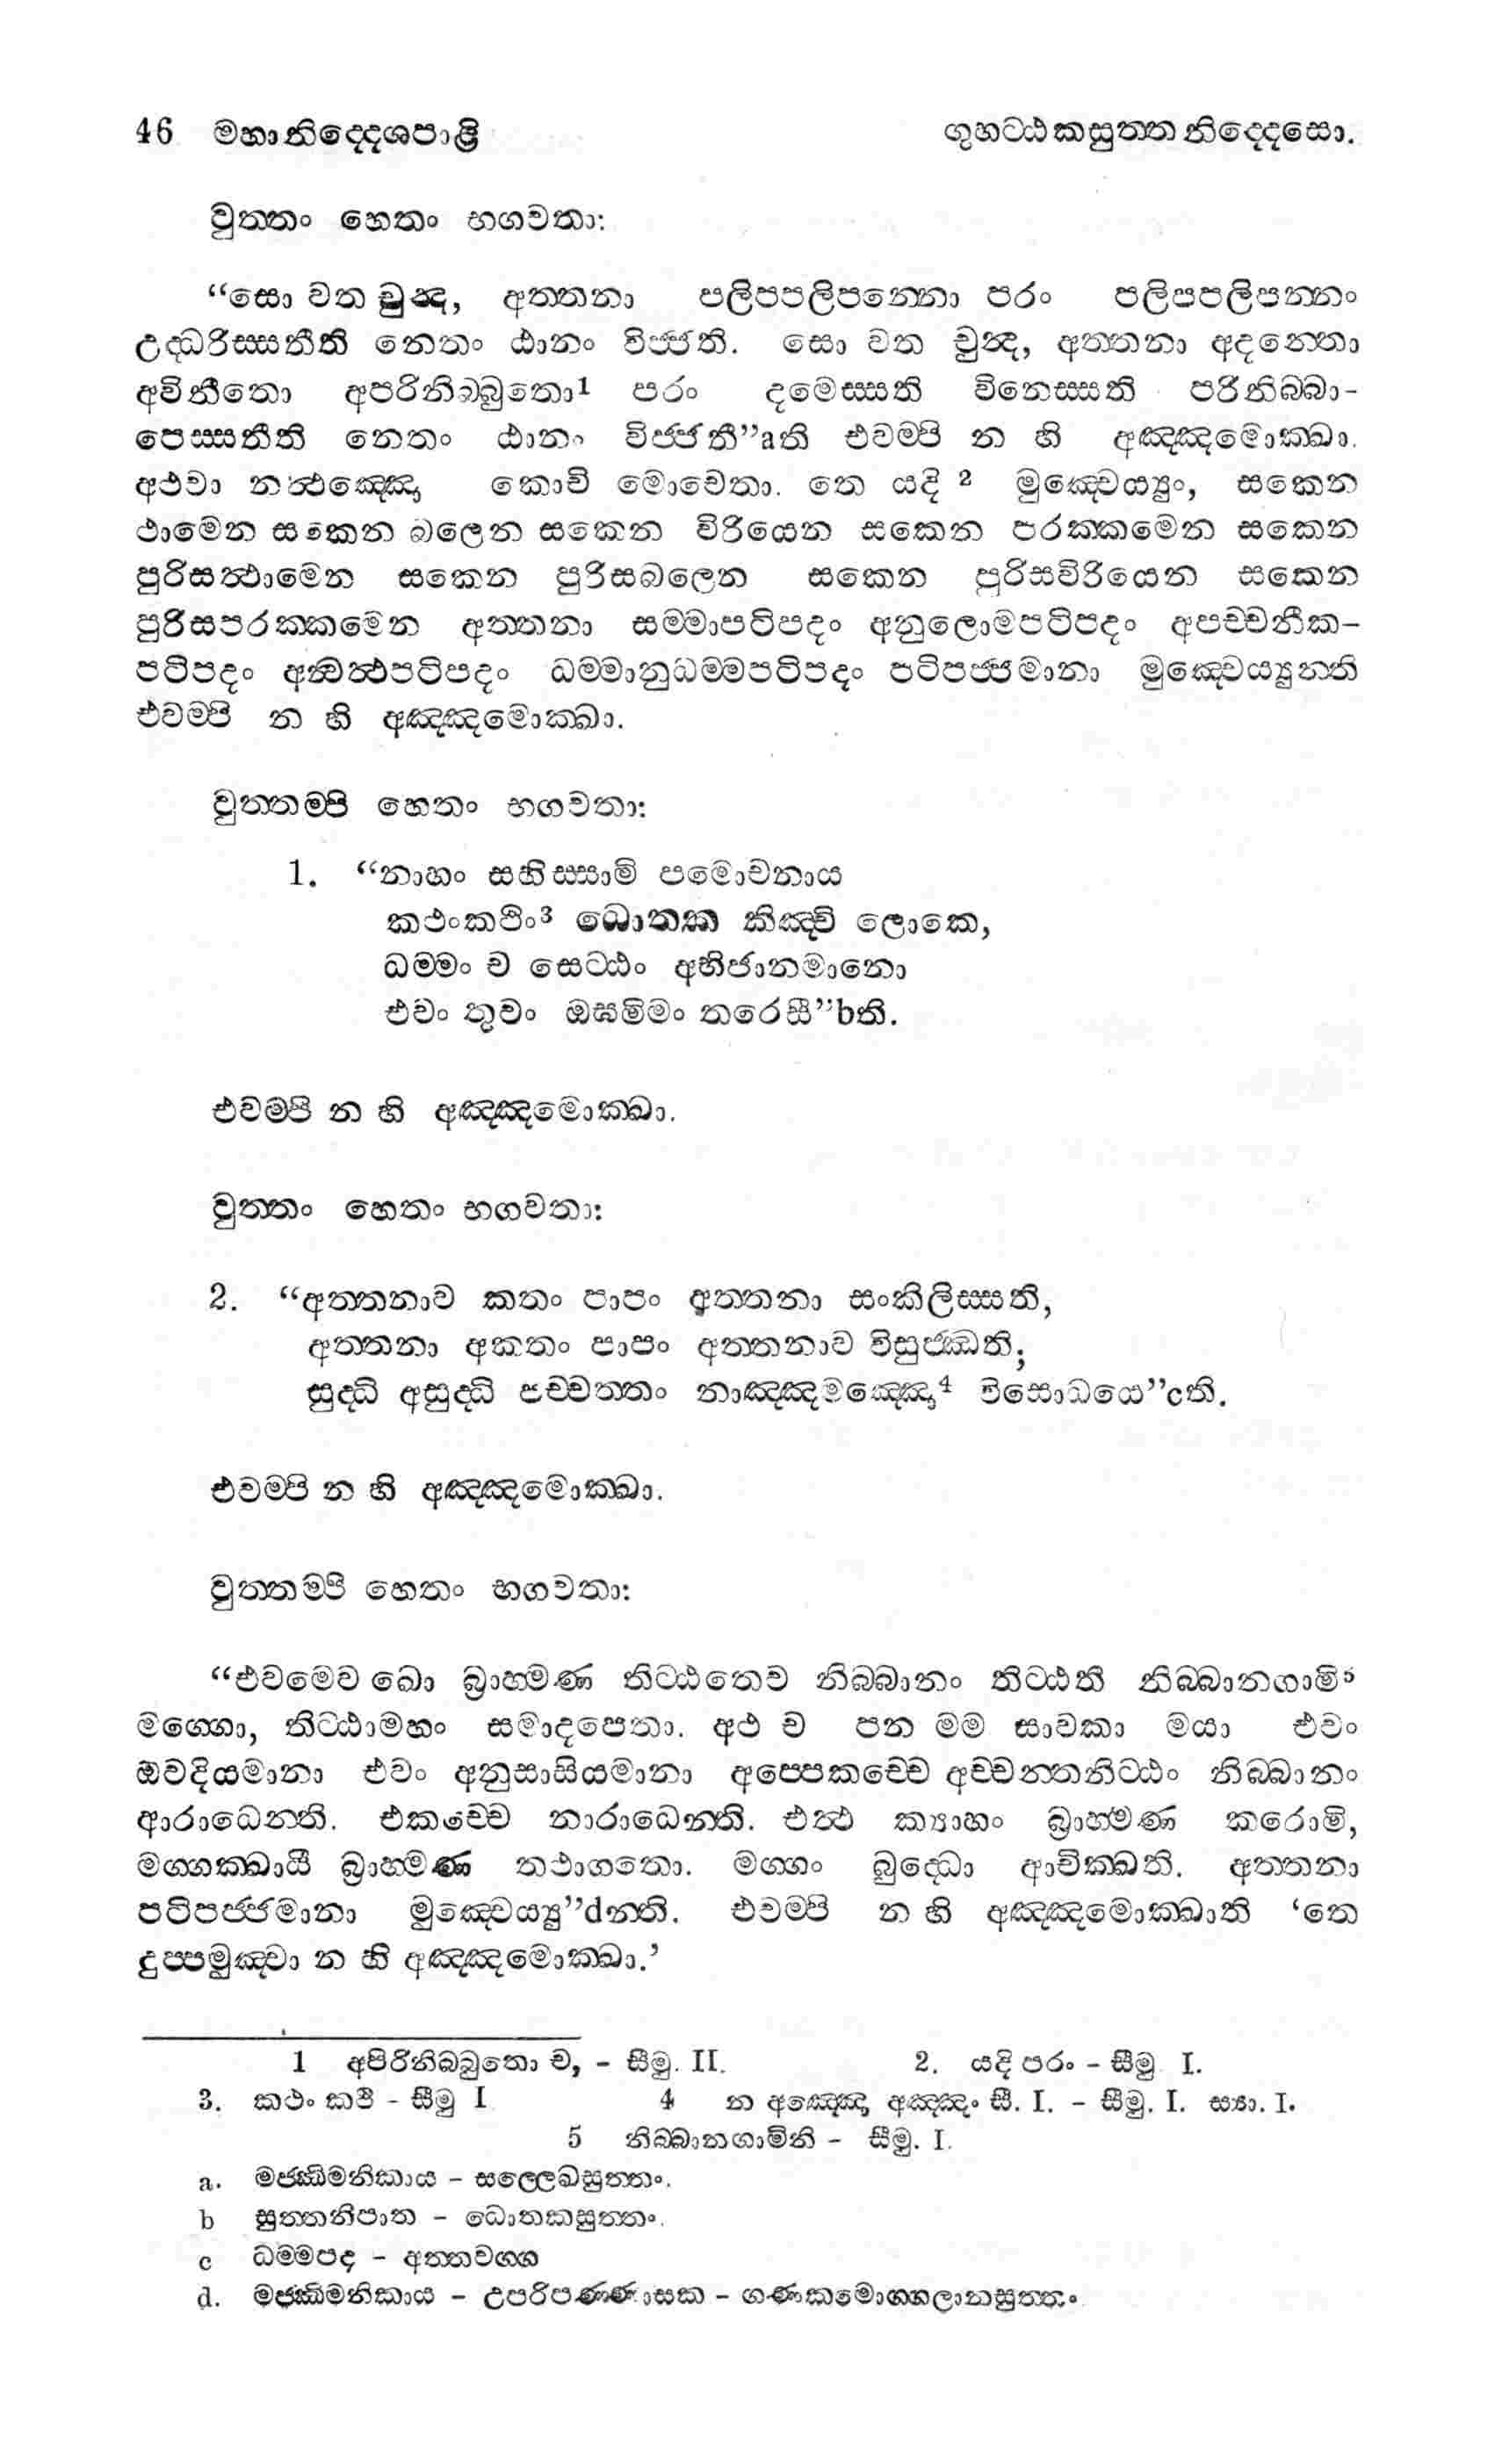 46 මහානිද්දෙශපාළි ගුහට්ඨකසුත්තනිද්දෙසො.
වුත්තං හෙතං භගවතා:
“සො වත චුන්‍ද, අත්තනා පලිපපලිපන්නො පරං පලිපපලිපන්නං
උද්ධරිස්සතීති නෙතං ඨානං විජ්ජති. සො වත චුන්‍ද, අත්තනා අදන්තො
අවිනීතො අපරිනිබ්බුතො1 පරං දමෙස්සති විනෙස්සති පරිනිබ්බා-
පෙස්සතීති නෙතං ඨානං විජ්ජතී”aති එවම්පි න හි අඤ්ඤමොක්ඛා.
අථවා නත්‍ථඤ්ඤො කොචි මොචෙතා. තෙ යදි 2 මුඤ්චෙය්‍යුං, සකෙන
ථාමෙන සකෙන බලෙන සකෙන විරියෙන සකෙන පරක්කමෙන සකෙන
පුරිසත්‍ථාමෙන සකෙන පුරිසබලෙන සකෙන පුරිසවිරියෙන සකෙන
පුරිසපරක්කමෙන අත්තනා සම්මාපටිපදං අනුලොමපටිපදං අපච්චනීක-
පටිපදං අන්‍වත්‍ථපටිපදං ධම්මානුධම්මපටිපදං පටිපජ්ජමානා මුඤ්චෙය්‍යුන්ති
එවම්පි න හි අඤ්ඤමොක්ඛා.
වුත්තම්පි හෙතං භගවතා:
1. “නාහං සහිස්සාමි පමොචනාය
කථංකථිං3 ධොතක කිඤ්චි ලොකෙ,
ධම්මං ච සෙට්ඨං අභිජානමානො
එවං තුවං ඔඝමිමං තරෙසී”bති.
එවම්පි න හි අඤ්ඤමොක්ඛා.
වුත්තං හෙතං භගවතා:
2. “අත්තනාව කතං පාපං අත්තනා සංකිලිස්සති,
අත්තනා අකතං පාපං අත්තනාව විසුජ්ඣති;
සුද්ධි අසුද්ධි පච්චත්තං නාඤ්ඤමඤ්ඤො4 විසොධයෙ”cති.
එවම්පි න හි අඤ්ඤමොක්ඛා.
වුත්තම්පි හෙතං භගවතා:
“එවමෙව ඛො බ්‍රාහ්මණ තිට්ඨතෙව නිබ්බානං තිට්ඨති නිබ්බානගාමි5
මග්ගො, තිට්ඨාමහං සමාදපෙතා. අථ ච පන මම සාවකා මයා එවං
ඔවදියමානා එවං අනුසාසියමානා අප්පෙකච්චෙ අච්චන්තනිට්ඨං නිබ්බානං
ආරාධෙන්ති. එකච්චෙ නාරාධෙන්ති. එත්‍ථ ක්‍යාහං බ්‍රාහ්මණ කරොමි,
මග්ගක්ඛායී බ්‍රාහ්මණ තථාගතො. මග්ගං බුද්ධො ආචික්ඛති. අත්තනා
පටිපජ්ජමානා මුඤ්චෙය්‍යු”dන්ති. එවම්පි න හි අඤ්ඤමොක්ඛාති ‘තෙ
දුප්පමුඤ්චා න හි අඤ්ඤමොක්ඛා.’
1 අපිරිනිබ්බුතො ච, - සීමු. II. 2. යදි පරං - සීමු I.
3. කථං කථී - සීමු I 4 න අඤ්ඤො අඤ්ඤං සී. I. - සීමු. I. ස්‍යා. I.
5 නිබ්බානගාමිනි - සීමු. I.
a. මජ්ඣිමනිකාය - සල්ලෙඛසුත්තං.
b සුත්තනිපාත - ධොතකසුත්තං.
c ධම්මපද - අත්තවග්ග
d. මජ්ඣිමනිකාය - උපරිපණ්ණාසක - ගණකමොග්ගලානසුත්තං